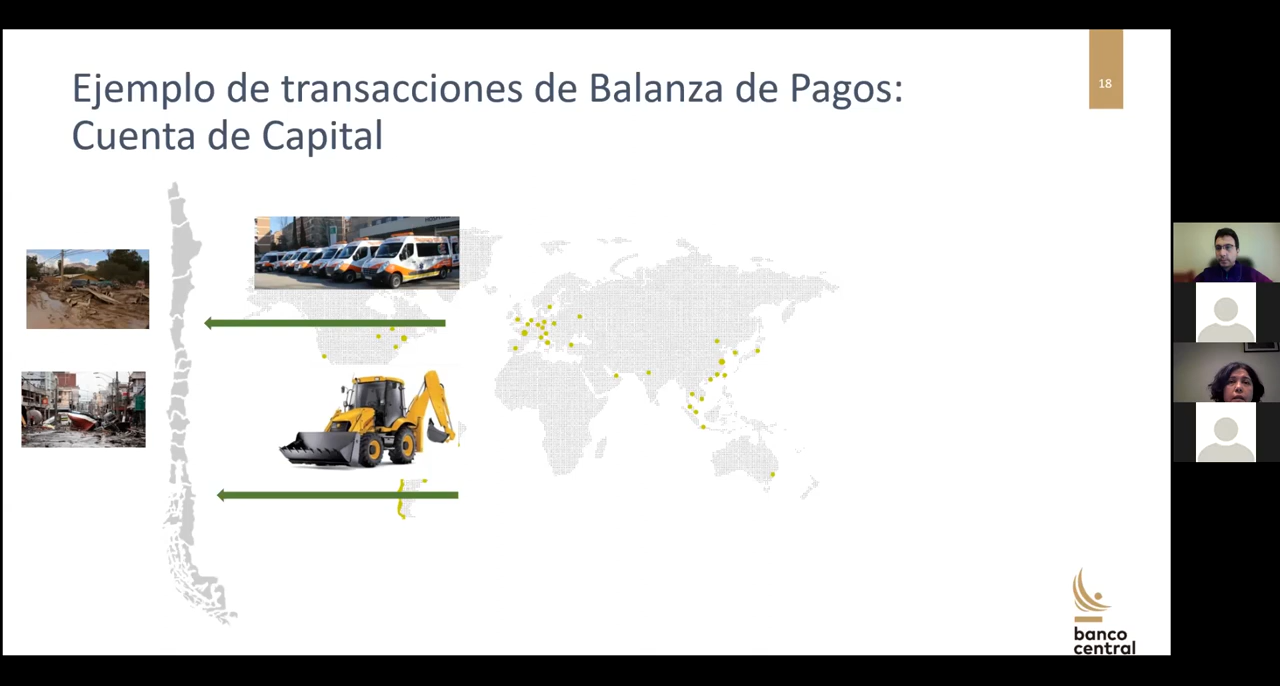 Ejemplo de transacciones de Balanza de Pagos:
Cuenta de Capital
18
banco
central